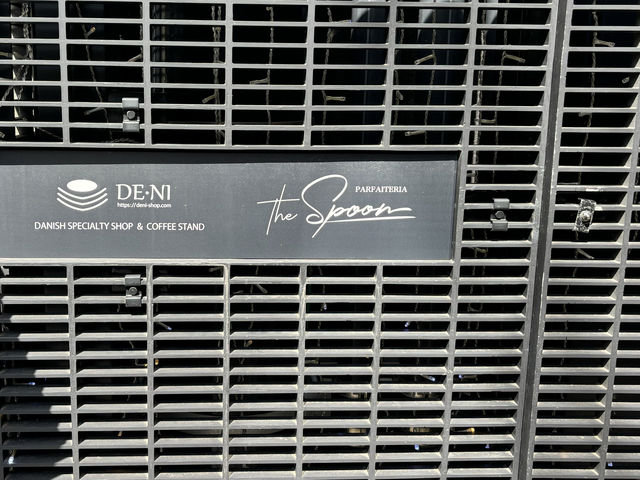 DE·NI
https://deni-shop.com
DANISH SPECIALTY SHOP & COFFEE STAND
PARFAITERIA
the Spoon